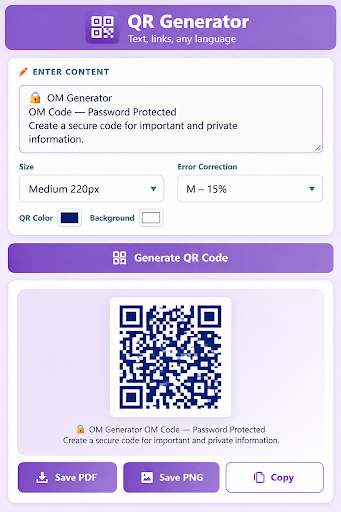 QR Generator
Text, links, any language
ENTER CONTENT
🔒 OM Generator
OM Code — Password Protected
Create a secure code for important and private
information.
Size
Error Correction
Medium 220px
M – 15%
QR Color
Background
Generate QR Code
🔒 OM Generator OM Code — Password Protected
Create a secure code for important and private information.
Save PDF
Save PNG
Copy